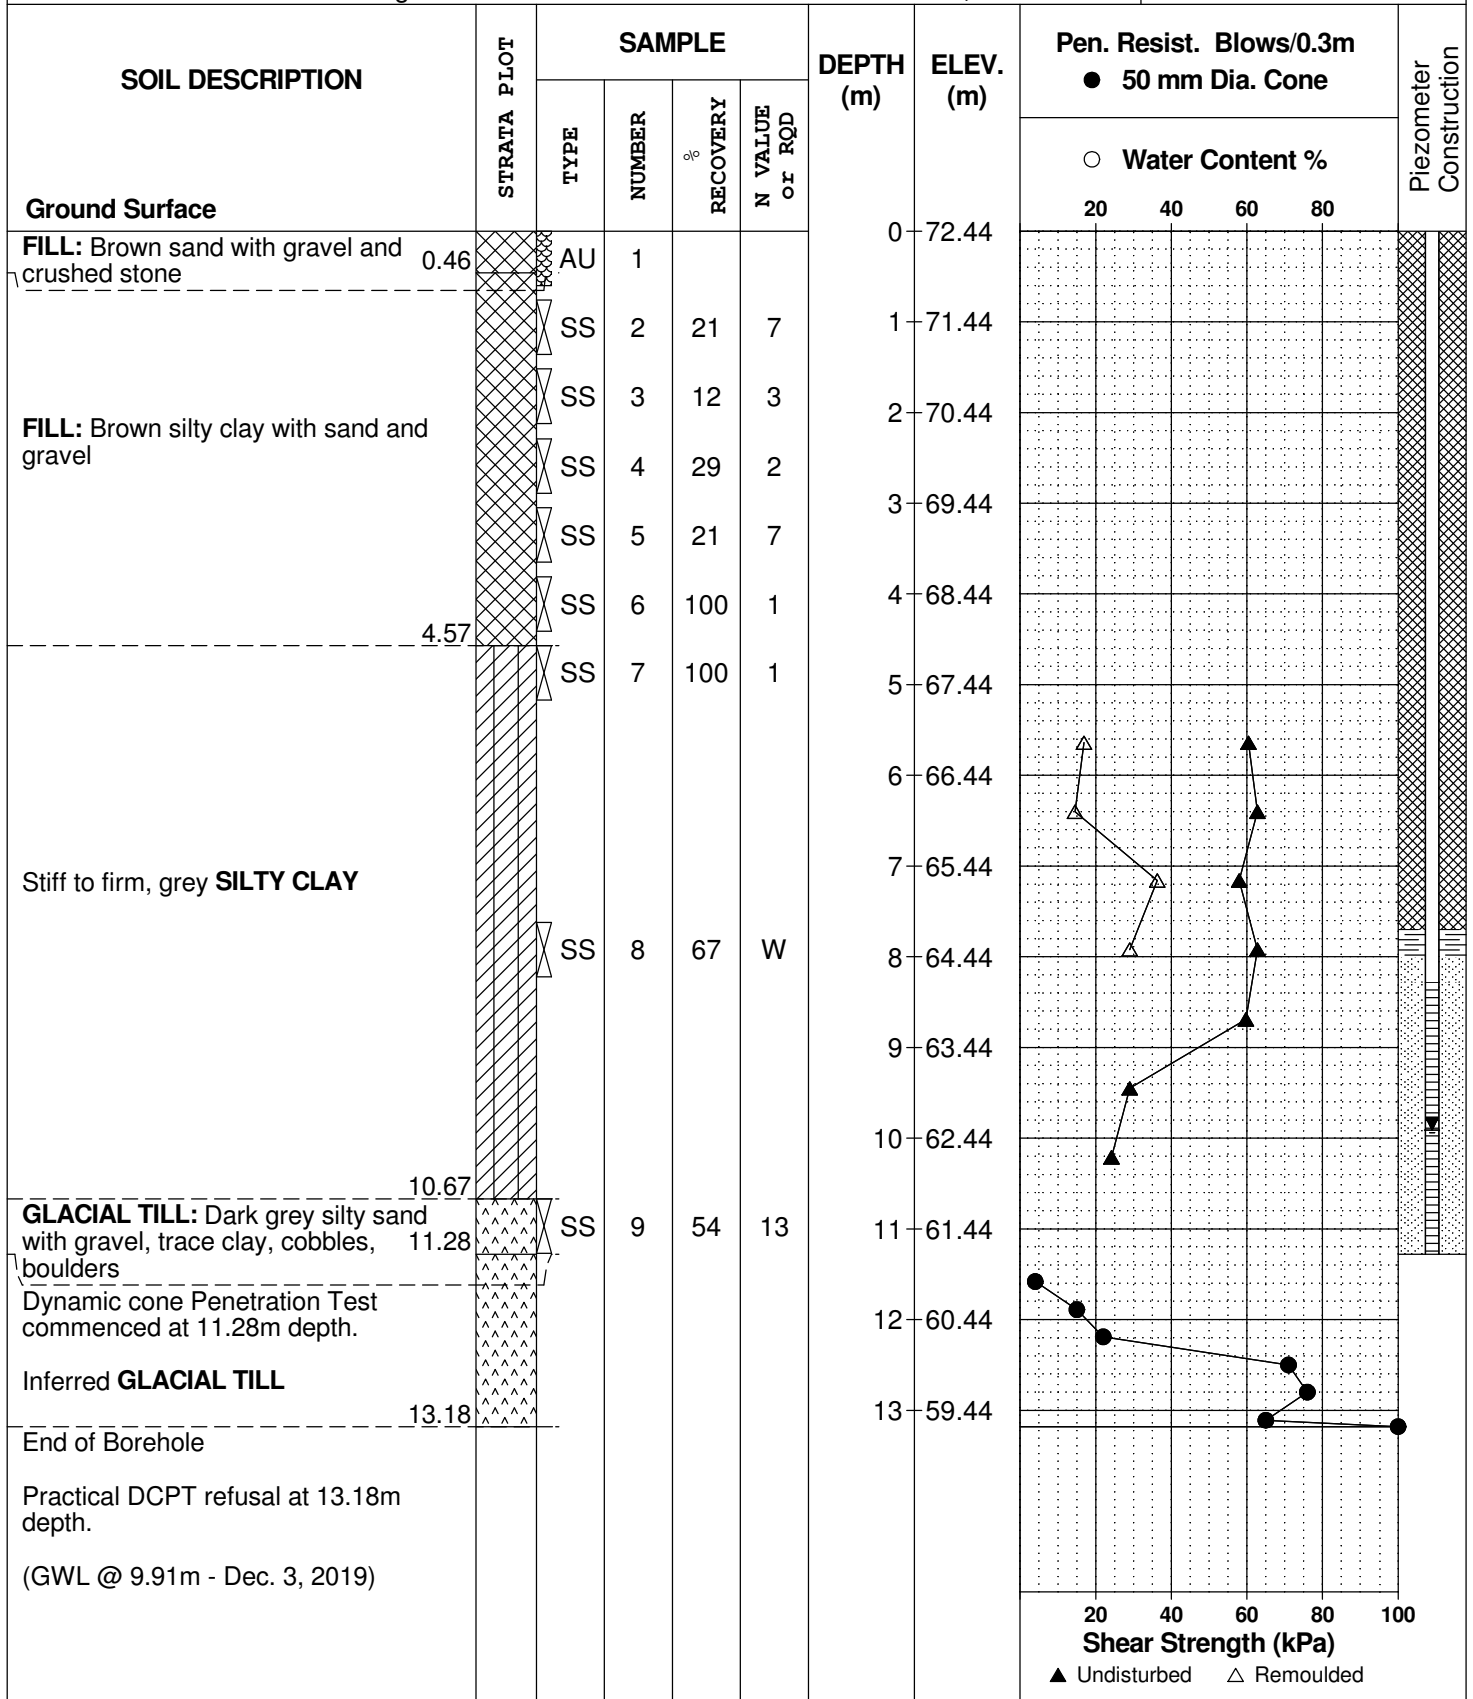 SOIL DESCRIPTION
Ground Surface
STRATA PLOT
SAMPLE
TYPE
NUMBER
% RECOVERY
N VALUE or RQD
DEPTH (m)
ELEV. (m)
Pen. Resist. Blows/0.3m
● 50 mm Dia. Cone
○ Water Content %
20 40 60 80
Piezometer Construction
0 72.44
FILL: Brown sand with gravel and
crushed stone 0.46
AU 1
SS 2 21 7
1 71.44
SS 3 12 3
2 70.44
FILL: Brown silty clay with sand and
gravel
SS 4 29 2
3 69.44
SS 5 21 7
4 68.44
SS 6 100 1
4.57
SS 7 100 1
5 67.44
6 66.44
7 65.44
Stiff to firm, grey SILTY CLAY
SS 8 67 W
8 64.44
9 63.44
10 62.44
10.67
GLACIAL TILL: Dark grey silty sand
with gravel, trace clay, cobbles, 11.28
boulders
SS 9 54 13
11 61.44
Dynamic cone Penetration Test
commenced at 11.28m depth.
12 60.44
Inferred GLACIAL TILL
13.18
13 59.44
End of Borehole
Practical DCPT refusal at 13.18m
depth.
(GWL @ 9.91m - Dec. 3, 2019)
20 40 60 80 100
Shear Strength (kPa)
▲ Undisturbed △ Remoulded